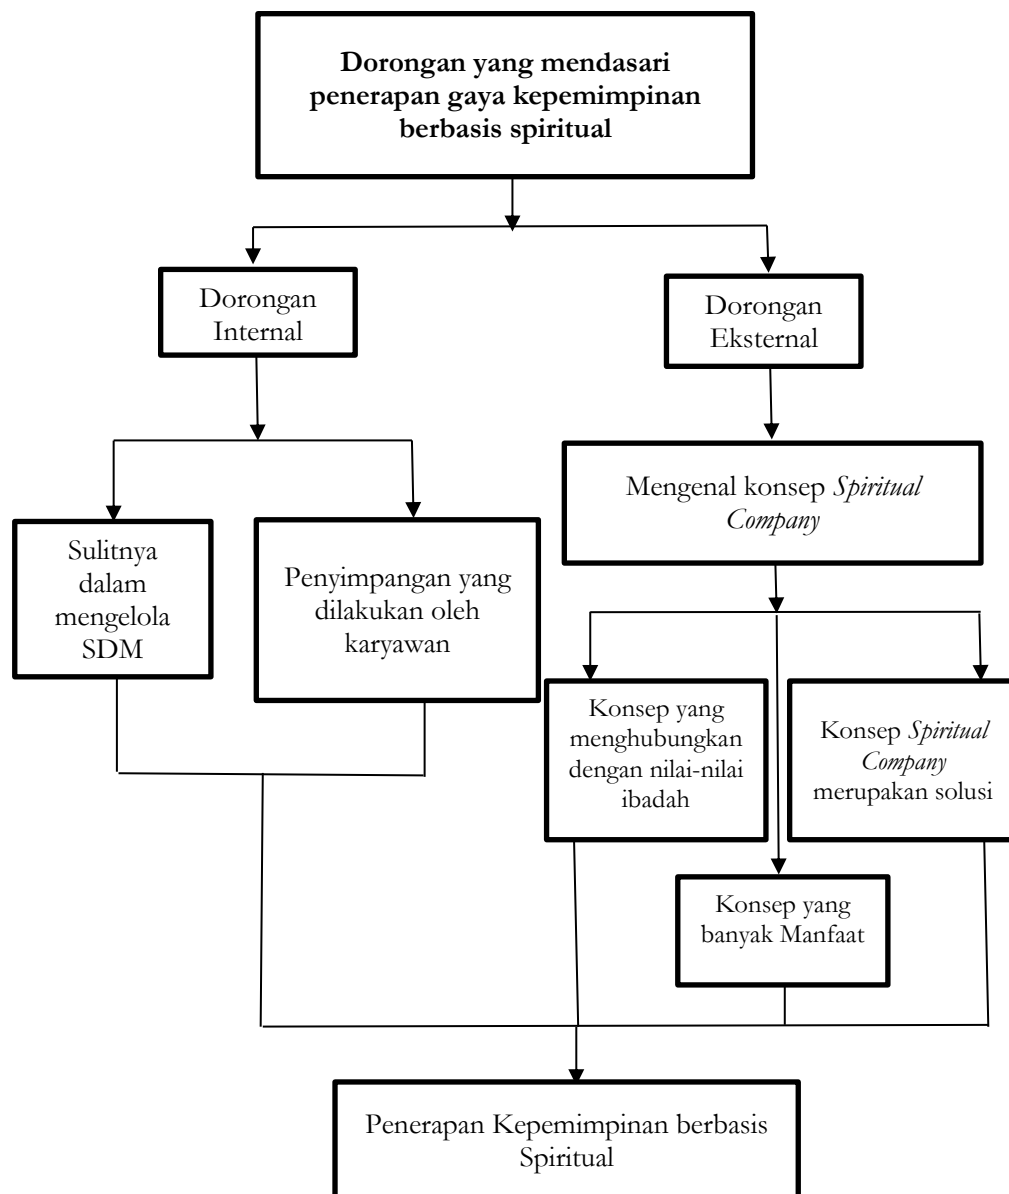 Dorongan yang mendasari
penerapan gaya kepemimpinan
berbasis spiritual
Dorongan
Internal
Dorongan
Eksternal
Mengenal konsep Spiritual
Company
Sulitnya
dalam
mengelola
SDM
Penyimpangan yang
dilakukan oleh
karyawan
Konsep yang
menghubungkan
dengan nilai-nilai
ibadah
Konsep Spiritual
Company
merupakan solusi
Konsep yang
banyak Manfaat
Penerapan Kepemimpinan berbasis
Spiritual